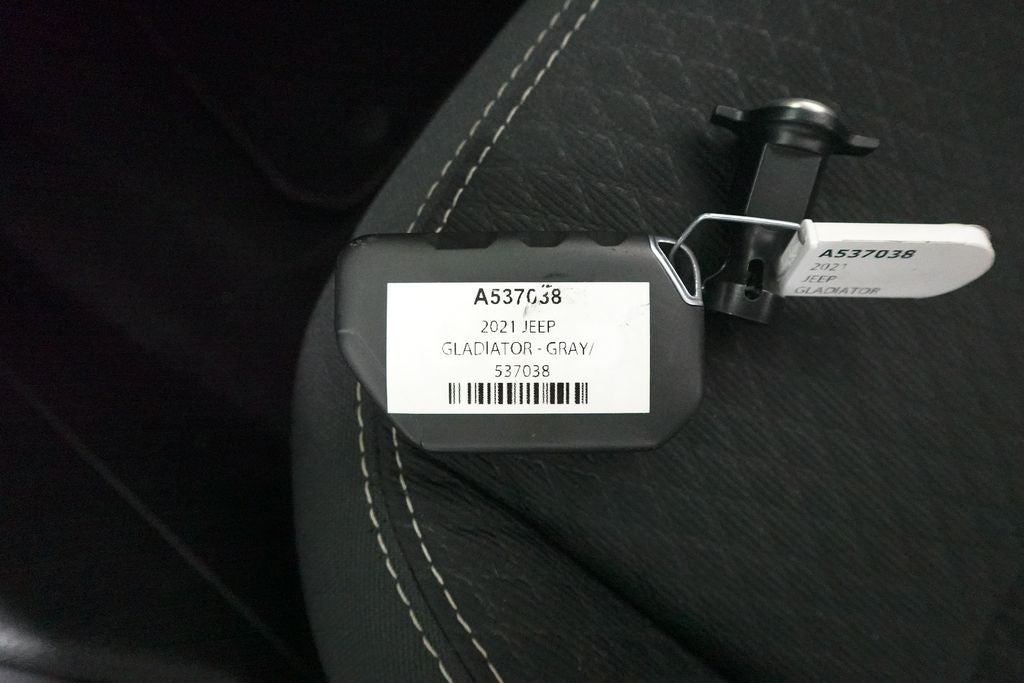 A537038
2021 JEEP
GLADIATOR - GRAY/
537038
A537038
2021
JEEP
GLADIATOR